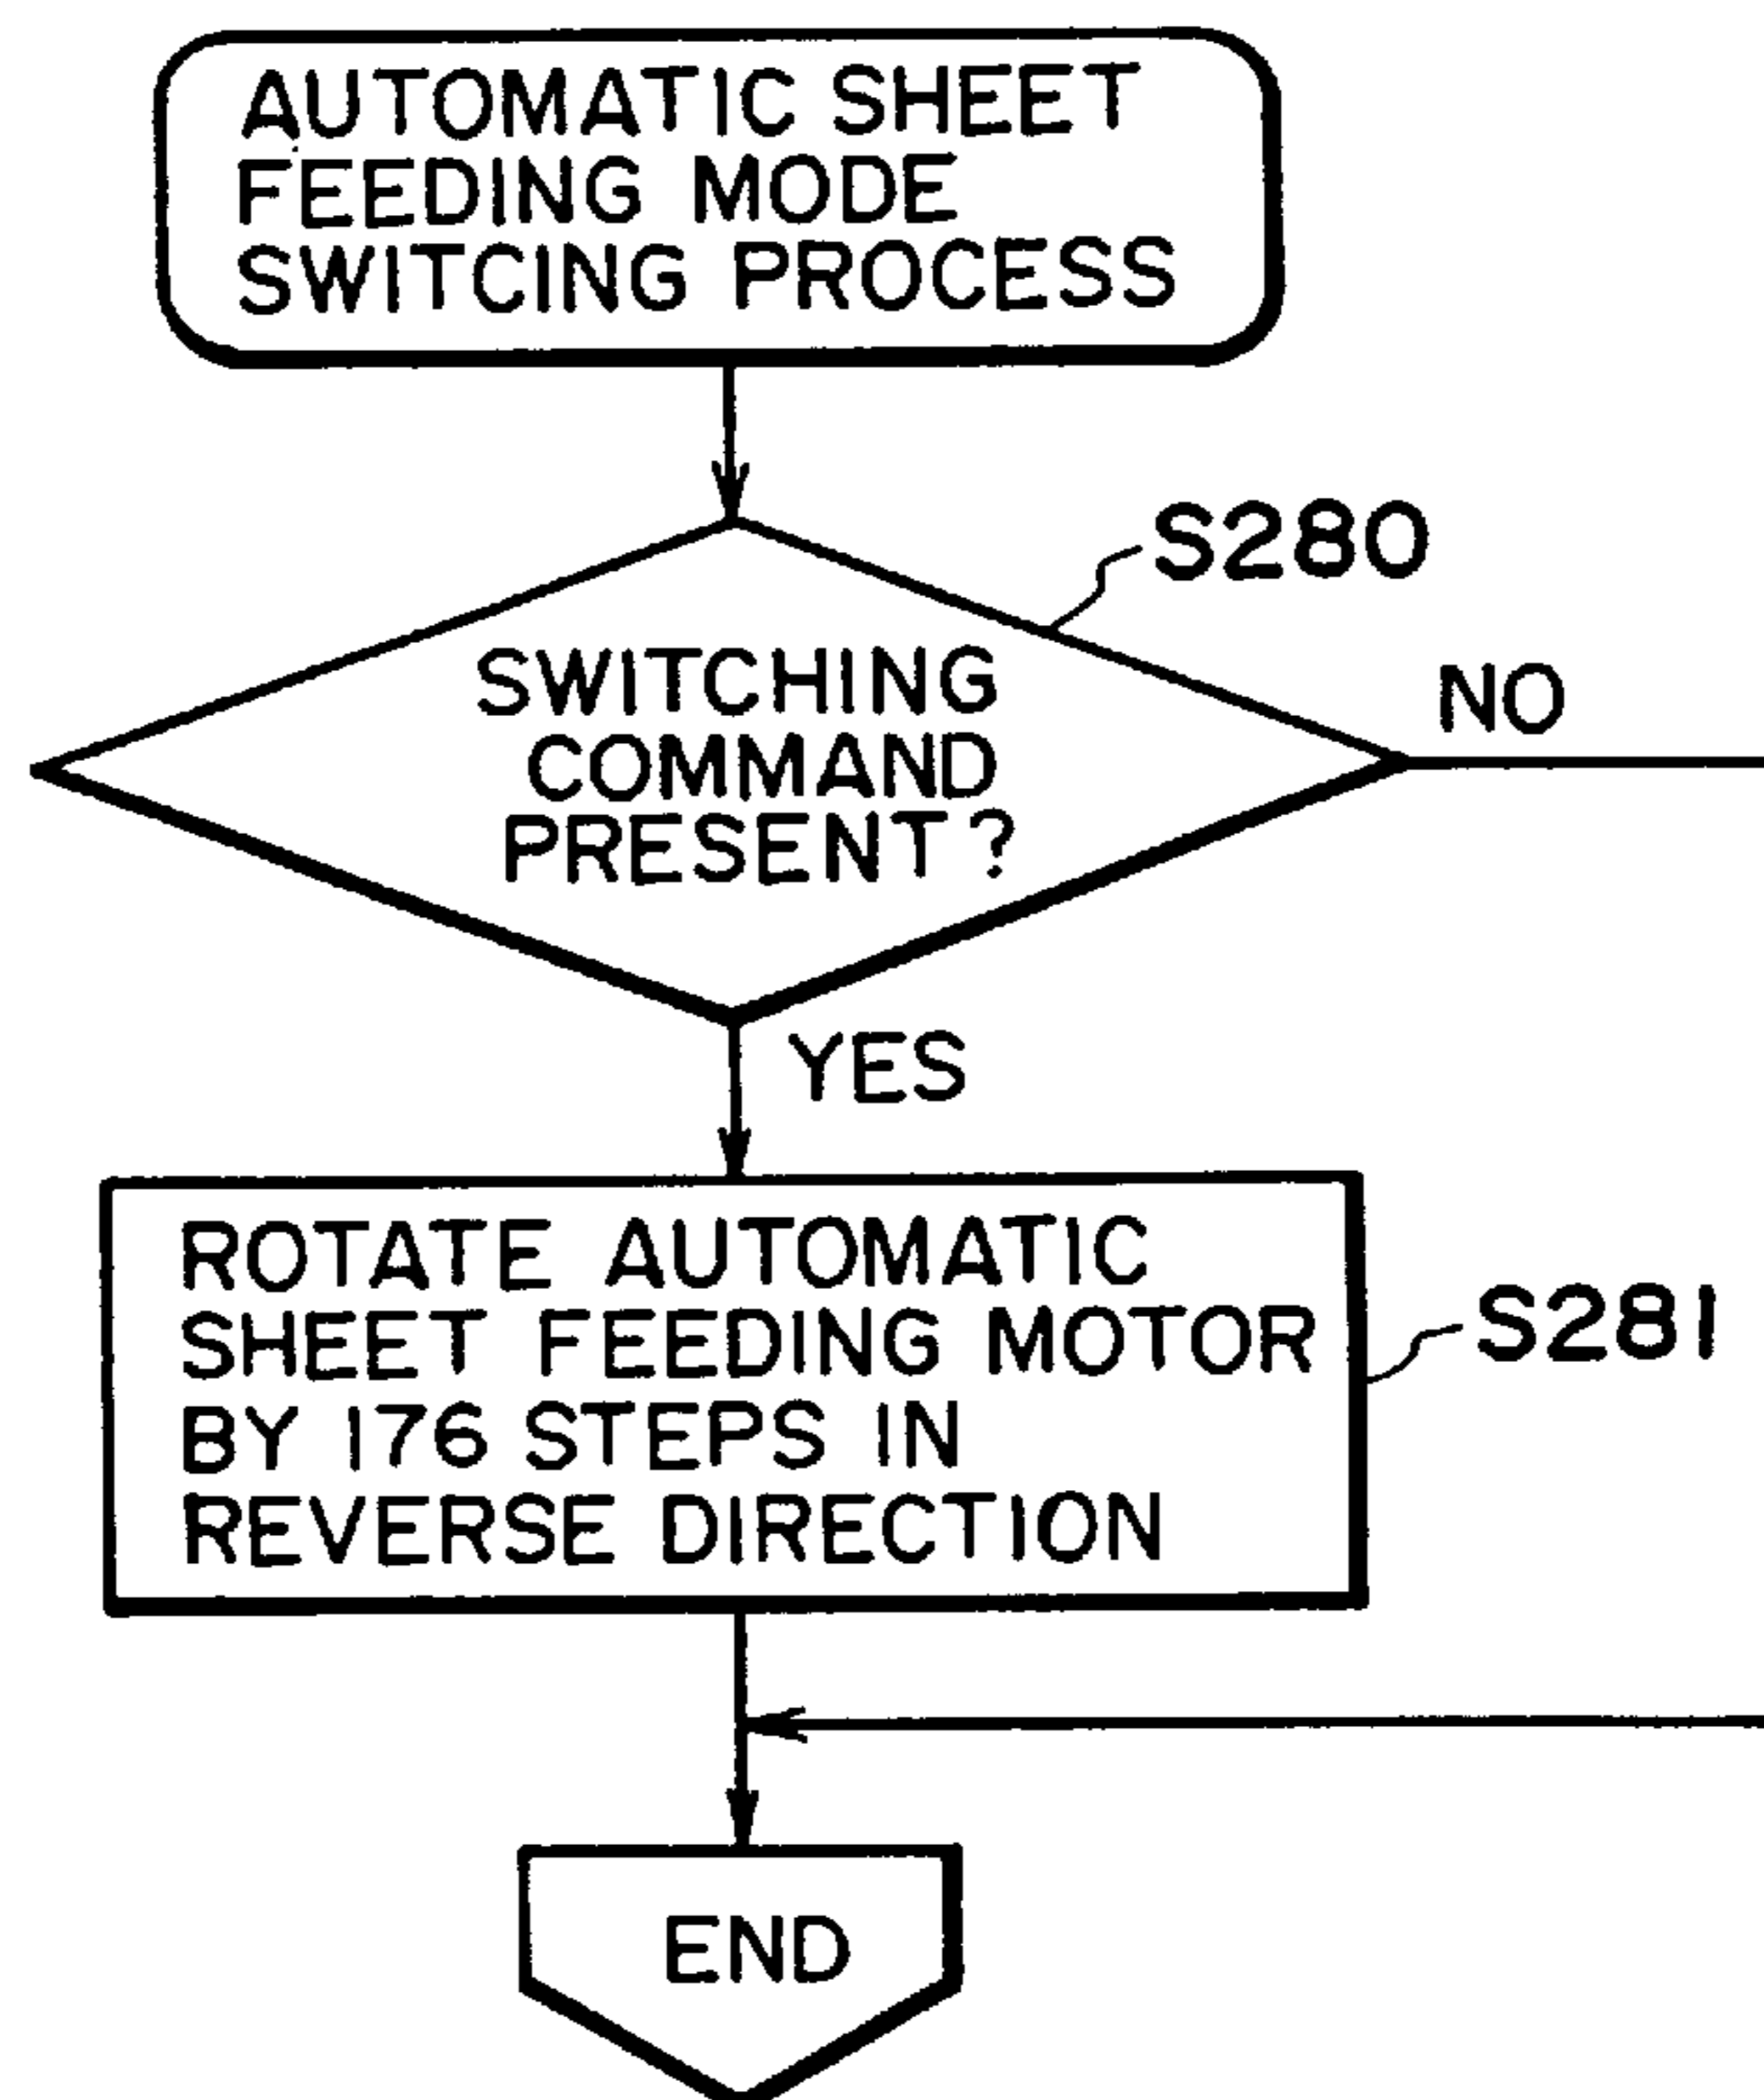 AUTOMATIC SHEET
FEEDING MODE
SWITCING PROCESS
S280
SWITCHING
COMMAND
PRESENT?
NO
YES
ROTATE AUTOMATIC
SHEET FEEDING MOTOR
BY 176 STEPS IN
REVERSE DIRECTION
S281
END